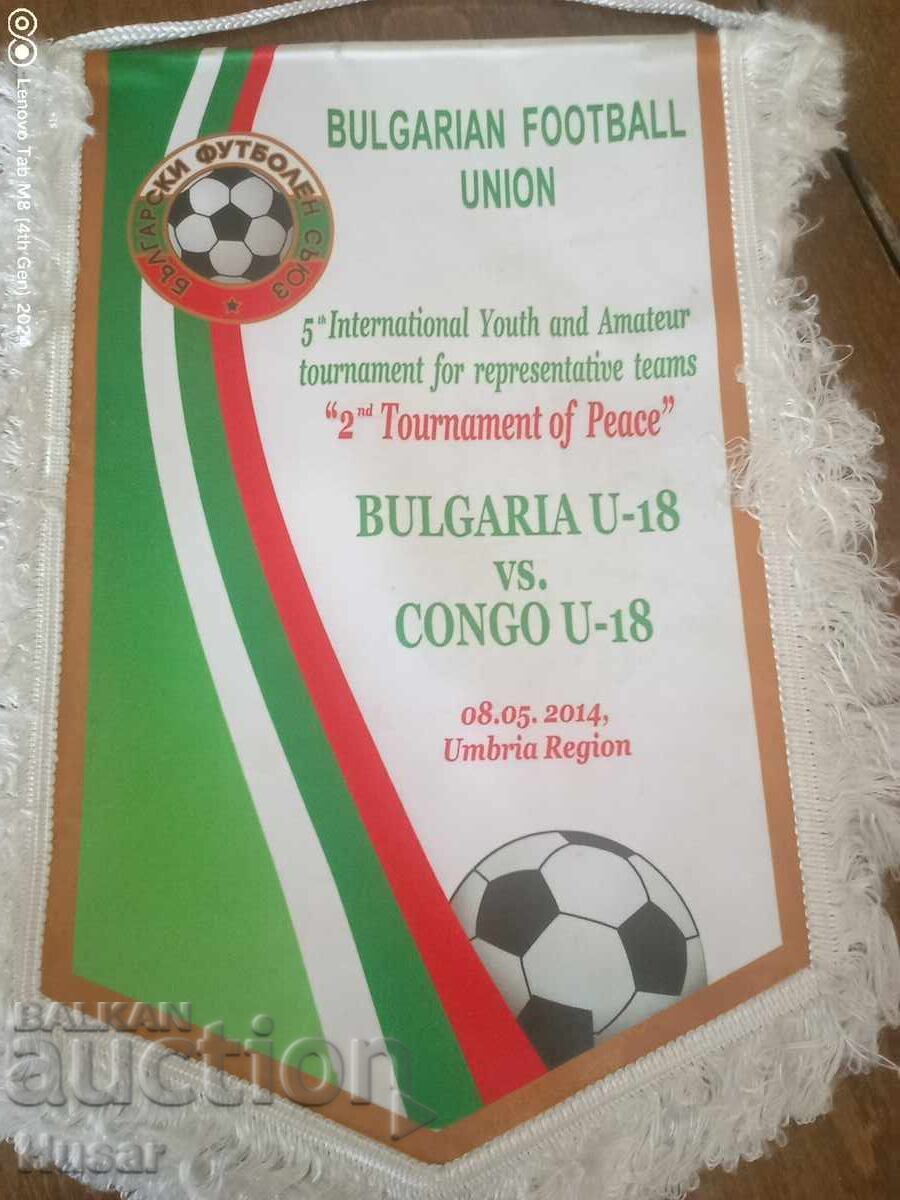 BULGARIAN FOOTBALL
UNION
БЪЛГАРСКИ ФУТБОЛЕН СЪЮЗ
5th International Youth and Amateur
tournament for representative teams
“2nd Tournament of Peace”
BULGARIA U-18
vs.
CONGO U-18
08.05. 2014,
Umbria Region
Lenovo Tab M8 (4th Gen) 202
BALKAN
auction
Husar